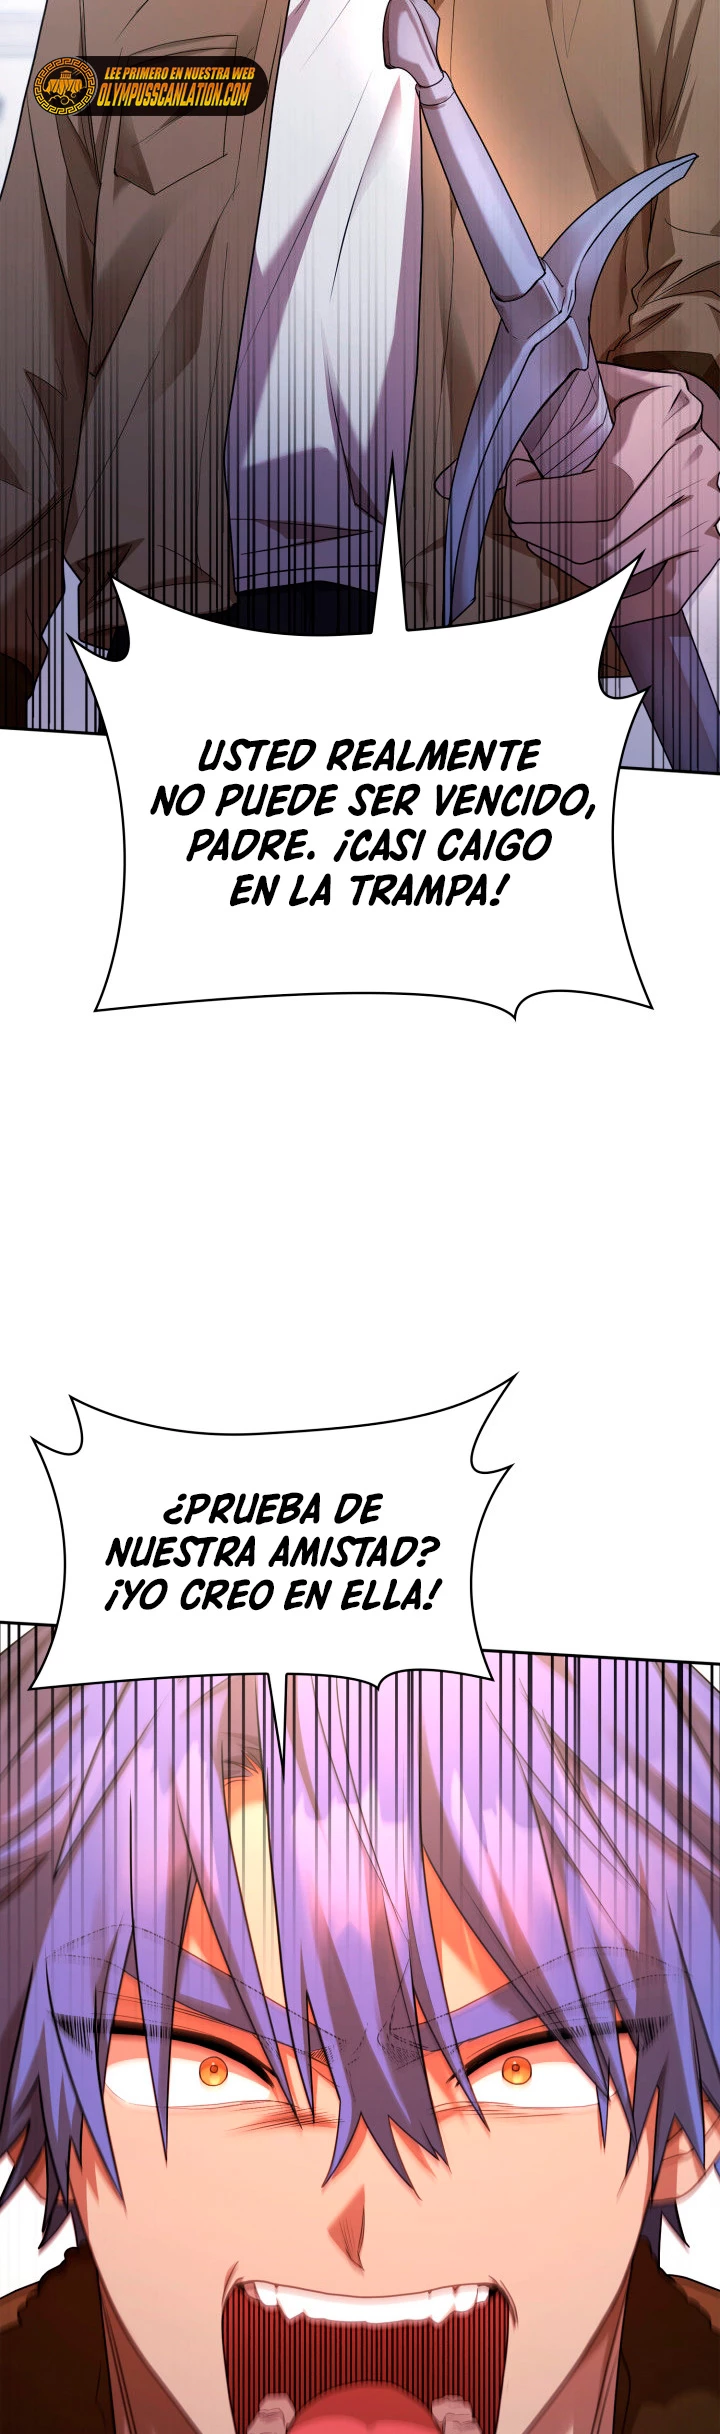 LEE PRIMERO EN NUESTRA WEB
OLYMPUSSCANLATION.COM
USTED REALMENTE
NO PUEDE SER VENCIDO,
PADRE. ¡CASI CAIGO
EN LA TRAMPA!
¿PRUEBA DE
NUESTRA AMISTAD?
¡YO CREO EN ELLA!